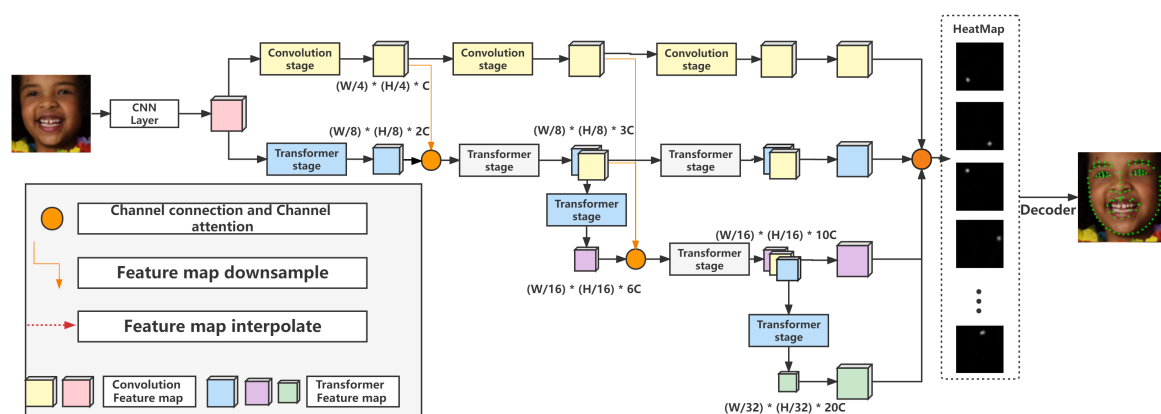 HeatMap
Convolution
stage
Convolution
stage
Convolution
stage
(W/4) * (H/4) * C
CNN
Layer
(W/8) * (H/8) * 2C
(W/8) * (H/8) * 3C
Transformer
stage
Transformer
stage
Transformer
stage
Channel connection and Channel
attention
Transformer
stage
Decoder
Feature map downsample
(W/16) * (H/16) * 10C
Transformer
stage
(W/16) * (H/16) * 6C
Feature map interpolate
Transformer
stage
Convolution
Feature map
Transformer
Feature map
(W/32) * (H/32) * 20C